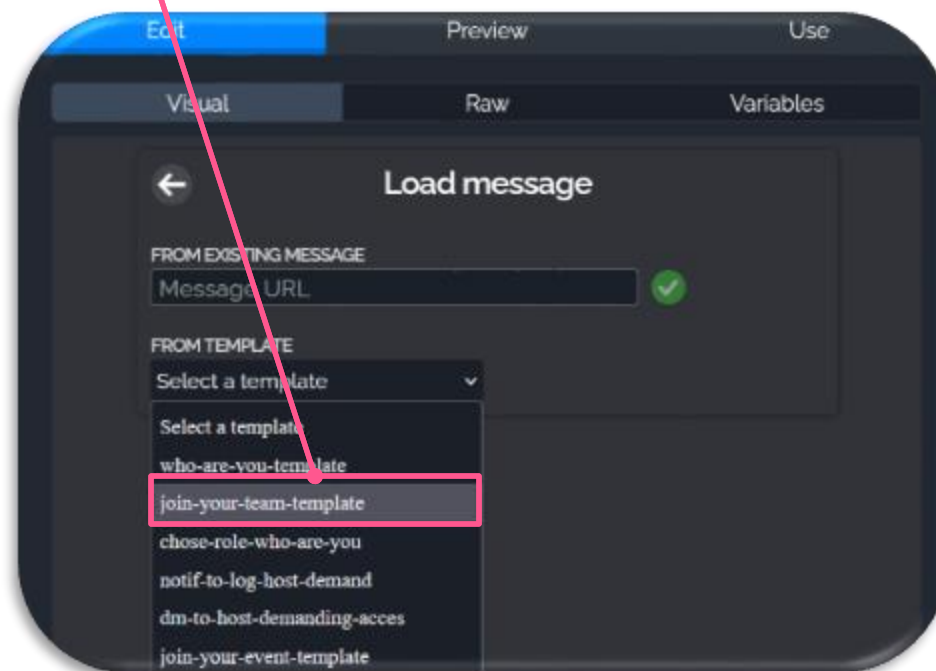 Edit Preview Use
Visual Raw Variables
Load message
FROM EXISTING MESSAGE
Message URL
FROM TEMPLATE
Select a template
Select a template
who-are-you-template
join-your-team-template
chose-role-who-are-you
notif-to-log-host-demand
dm-to-host-demanding-acces
join-your-event-template